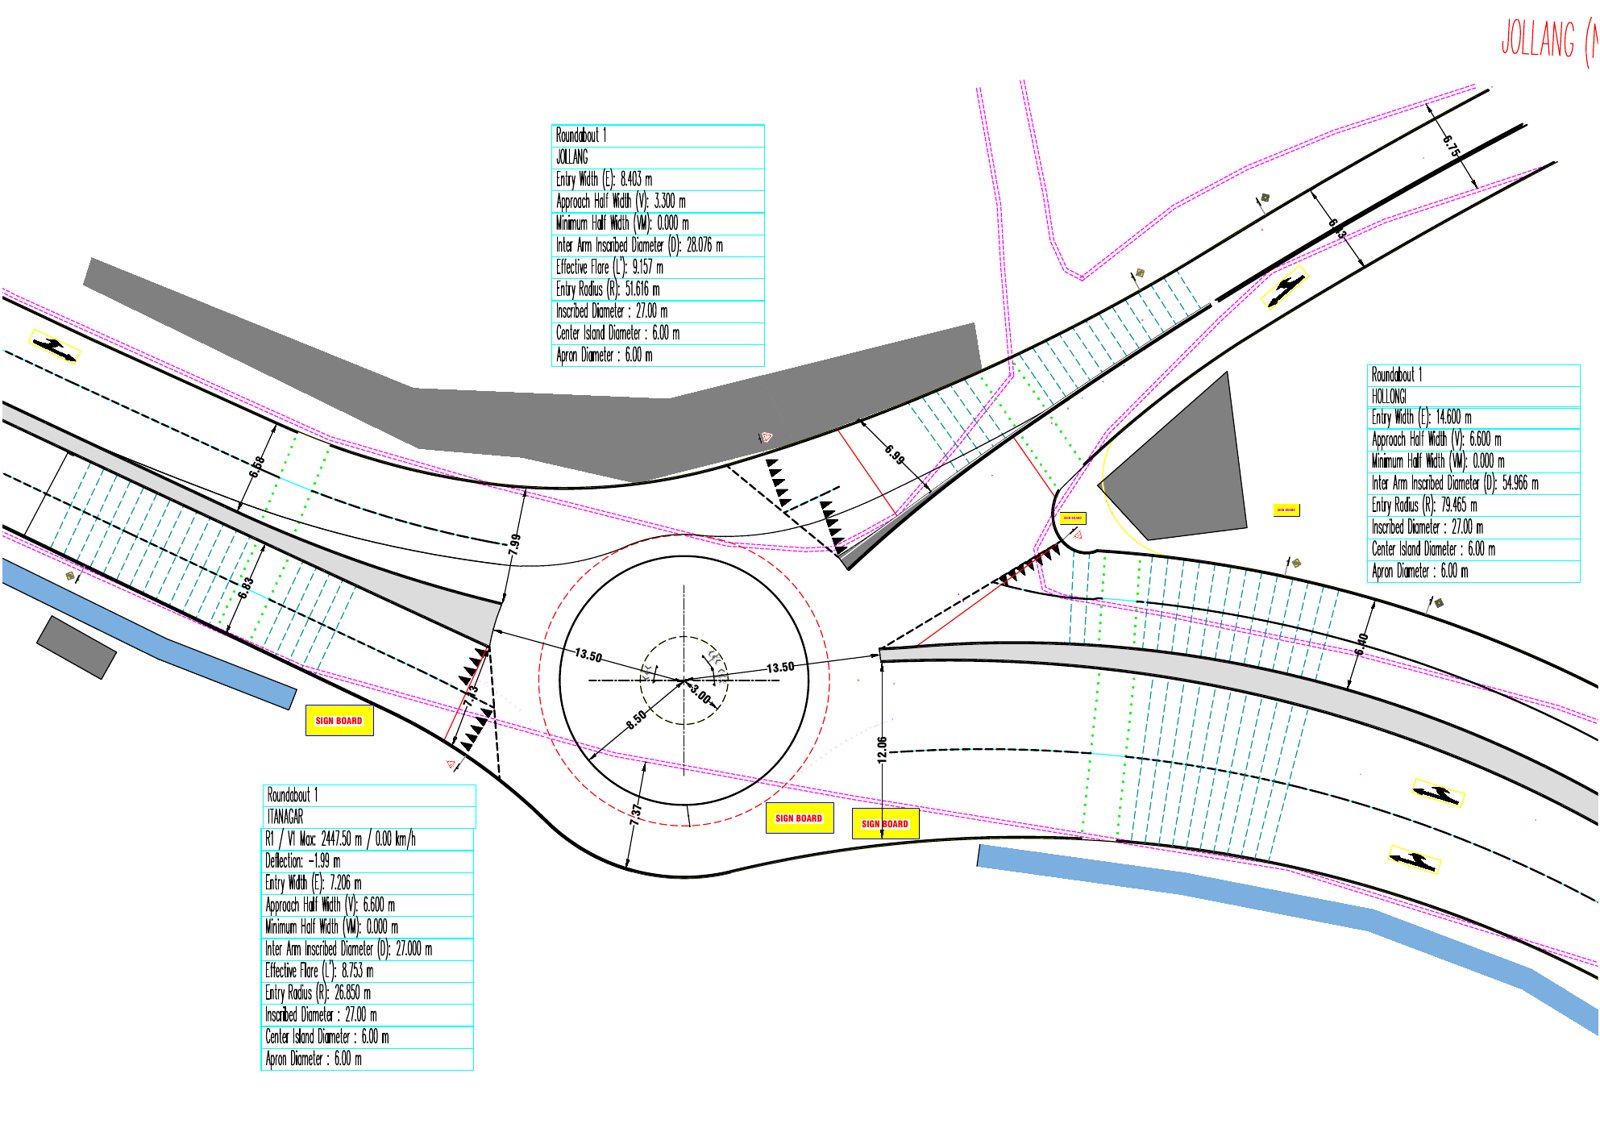 JOLLANG (
Roundabout 1
JOLLANG
Entry Width (E): 8.403 m
Approach Half Width (V): 3.300 m
Minimum Half Width (VM): 0.000 m
Inter Arm Inscribed Diameter (D): 28.076 m
Effective Flare (L'): 9.157 m
Entry Radius (R): 51.616 m
Inscribed Diameter : 27.00 m
Center Island Diameter : 6.00 m
Apron Diameter : 6.00 m
6.75
Roundabout 1
HOLLONGI
Entry Width (E): 14.600 m
Approach Half Width (V): 6.600 m
Minimum Half Width (VM): 0.000 m
Inter Arm Inscribed Diameter (D): 54.966 m
Entry Radius (R): 79.465 m
Inscribed Diameter : 27.00 m
Center Island Diameter : 6.00 m
Apron Diameter : 6.00 m
6.68
6.99
7.99
6.83
6.40
13.50
13.50
3.00
8.50
7.13
12.06
7.37
SIGN BOARD
SIGN BOARD
SIGN BOARD
SIGN BOARD
SIGN BOARD
Roundabout 1
ITANAGAR
R1 / V1 Max: 2447.50 m / 0.00 km/h
Deflection: -1.99 m
Entry Width (E): 7.206 m
Approach Half Width (V): 6.600 m
Minimum Half Width (VM): 0.000 m
Inter Arm Inscribed Diameter (D): 27.000 m
Effective Flare (L'): 8.753 m
Entry Radius (R): 26.850 m
Inscribed Diameter : 27.00 m
Center Island Diameter : 6.00 m
Apron Diameter : 6.00 m